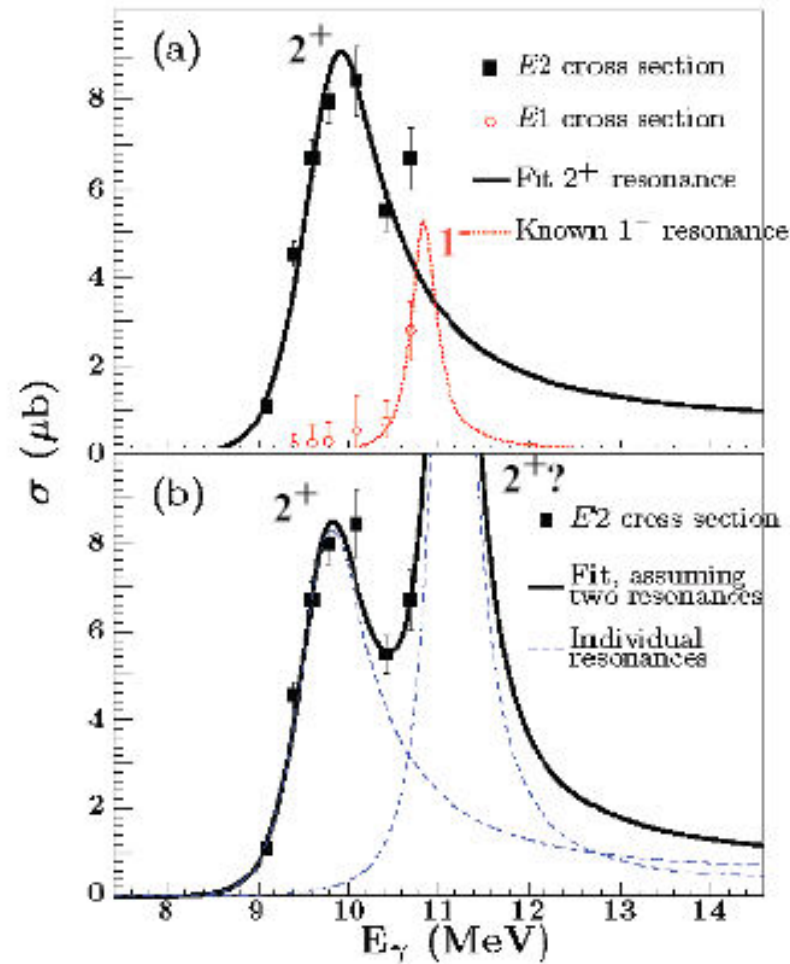 (a)
2+
E2 cross section
E1 cross section
Fit 2+ resonance
Known 1− resonance
1
8
6
4
2
0
σ (μb)
(b)
2+
2+?
E2 cross section
Fit, assuming
two resonances
Individual
resonances
0
8
6
4
2
0
8 9 10 11 12 13 14
Eγ (MeV)